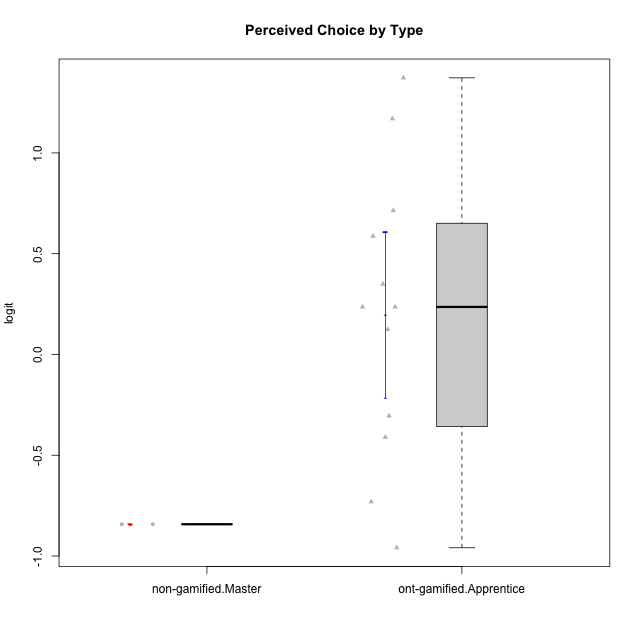 Perceived Choice by Type
1.0
0.5
0.0
-0.5
-1.0
logit
non-gamified.Master
ont-gamified.Apprentice